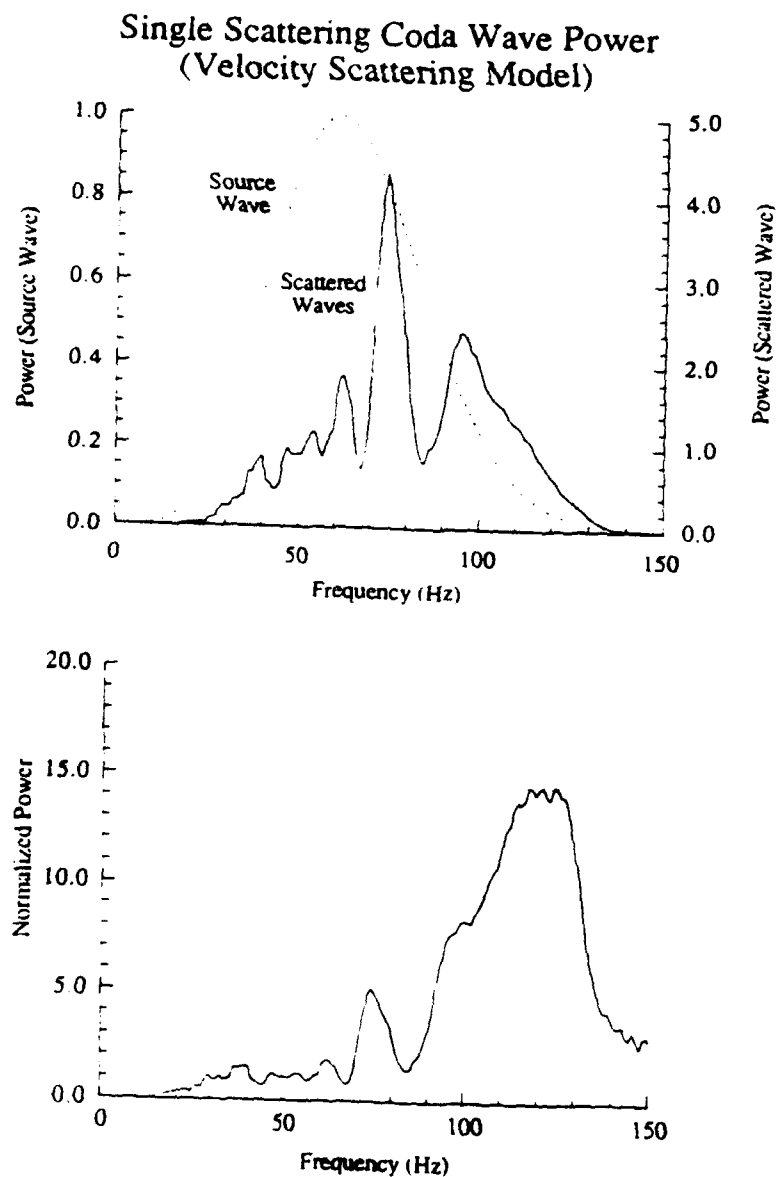 Single Scattering Coda Wave Power
(Velocity Scattering Model)
1.0
0.8
0.6
0.4
0.2
0.0
Power (Source Wave)
Source
Wave
Scattered
Waves
5.0
4.0
3.0
2.0
1.0
0.0
Power (Scattered Wave)
0 50 100 150
Frequency (Hz)
20.0
15.0
10.0
5.0
0.0
Normalized Power
0 50 100 150
Frequency (Hz)